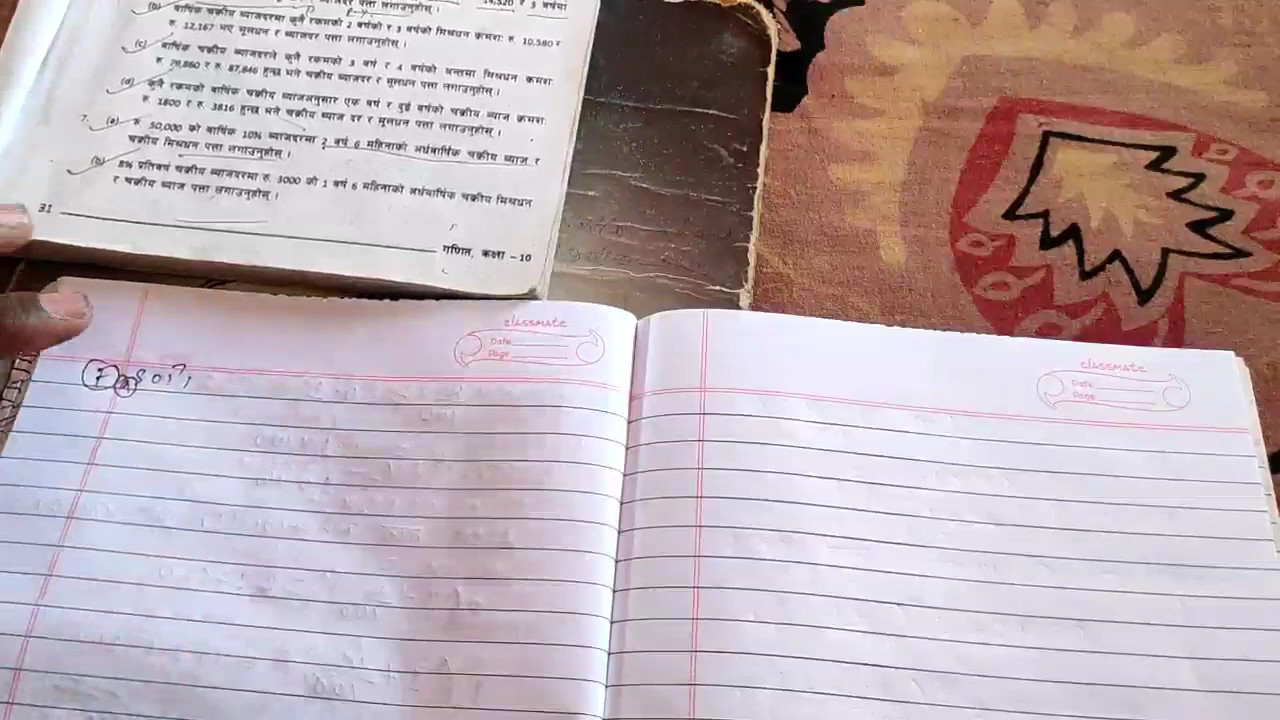 14,520 र 3 वर्षमा
पत्ता लगाउनुहोस् ।
(b) वार्षिक चक्रीय ब्याजदरमा कुनै रकमको 2 वर्षको र 3 वर्षको मिश्रधन क्रमशः रु. 10,580 र
रु. 12,167 भए मूलधन र ब्याजदर पत्ता लगाउनुहोस् ।
(c) वार्षिक चक्रीय ब्याजदरले कुनै रकमको 3 वर्ष र 4 वर्षको अन्तमा मिश्रधन क्रमशः
रु. 79,860 र रु. 87,846 हुन्छ भने चक्रीय ब्याजदर र मूलधन पत्ता लगाउनुहोस् ।
(d) कुनै रकमको वार्षिक चक्रीय ब्याजअनुसार एक वर्ष र दुई वर्षको चक्रीय ब्याज क्रमशः
रु. 1800 र रु. 3816 हुन्छ भने चक्रीय ब्याज दर र मूलधन पत्ता लगाउनुहोस् ।
7. (a) रु. 50,000 को वार्षिक 10% ब्याजदरमा 2 वर्ष 6 महिनाको अर्धवार्षिक चक्रीय ब्याज र
चक्रीय मिश्रधन पत्ता लगाउनुहोस् ।
(b) 8% प्रतिवर्ष चक्रीय ब्याजदरमा रु. 3000 को 1 वर्ष 6 महिनाको अर्धवार्षिक चक्रीय मिश्रधन
र चक्रीय ब्याज पत्ता लगाउनुहोस् ।
31
गणित, कक्षा - 10
classmate
Date
Page
7 a soln,
classmate
Date
Page